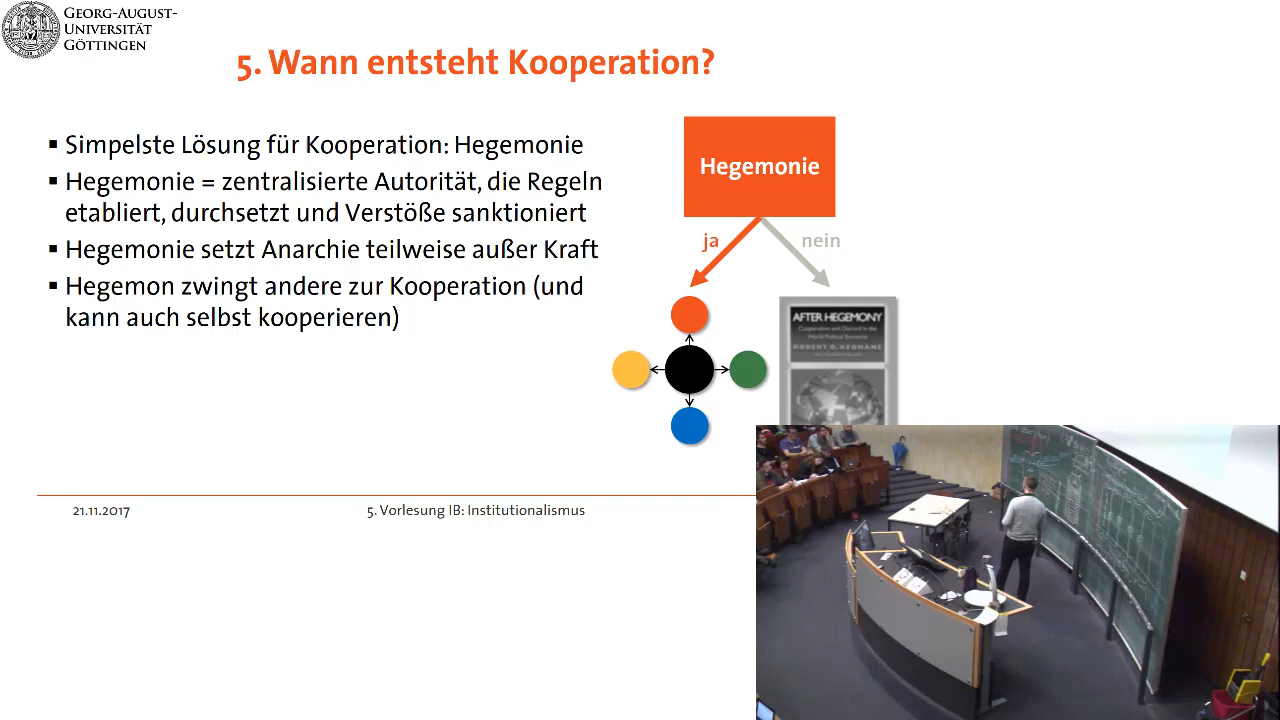 GEORG-AUGUST-
UNIVERSITÄT
GÖTTINGEN
5. Wann entsteht Kooperation?
▪ Simpelste Lösung für Kooperation: Hegemonie
▪ Hegemonie = zentralisierte Autorität, die Regeln
etabliert, durchsetzt und Verstöße sanktioniert
▪ Hegemonie setzt Anarchie teilweise außer Kraft
▪ Hegemon zwingt andere zur Kooperation (und
kann auch selbst kooperieren)
Hegemonie
ja
nein
AFTER HEGEMONY
Cooperation and Discord in the
World Political Economy
ROBERT O. KEOHANE
21.11.2017
5. Vorlesung IB: Institutionalismus